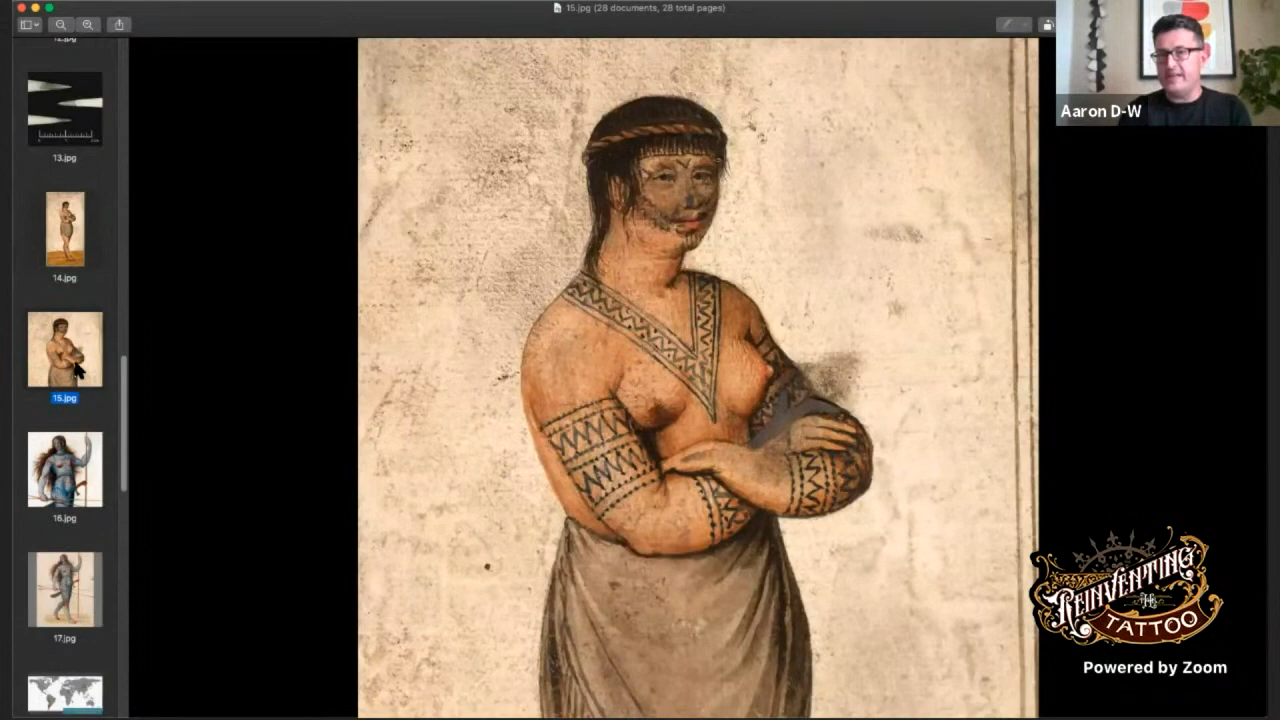 15.jpg (28 documents, 28 total pages)
13.jpg
14.jpg
15.jpg
16.jpg
17.jpg
Aaron D-W
REINVENTING
THE
TATTOO
Powered by Zoom